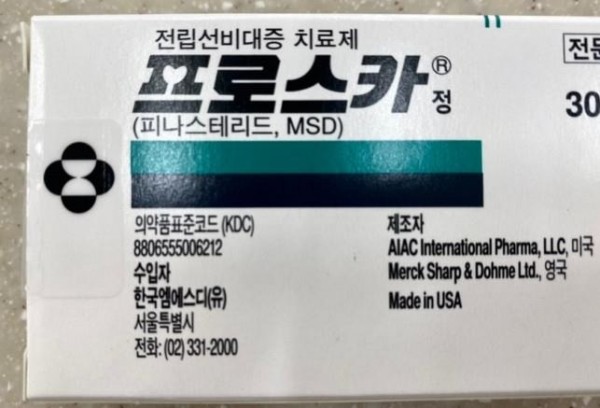 전립선비대증 치료제
프로스카® 정
(피나스테리드, MSD)
전문
30
의약품표준코드 (KDC)
8806555006212
수입자
한국엠에스디(유)
서울특별시
전화: (02) 331-2000
제조자
AIAC International Pharma, LLC, 미국
Merck Sharp & Dohme Ltd., 영국
Made in USA